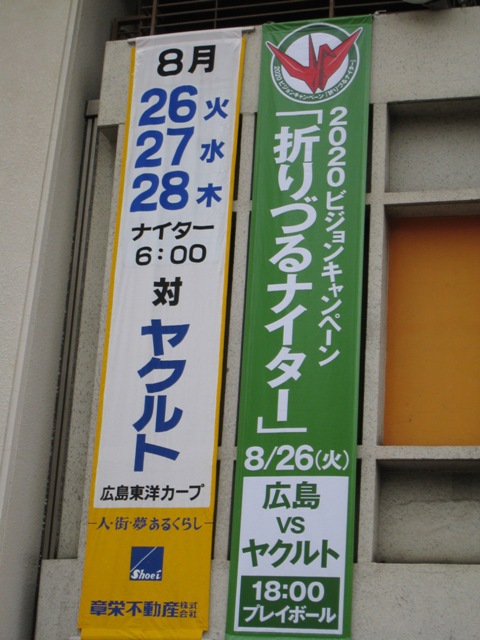 8月
26火
27水
28木
ナイター
6:00
対
ヤクルト
広島東洋カープ
人・街・夢あるくらし
Shoei
章栄不動産株式会社
2020ビジョンキャンペーン「折りづるナイター」
2020ビジョンキャンペーン
「折りづるナイター」
8/26(火)
広島
VS
ヤクルト
18:00
プレイボール